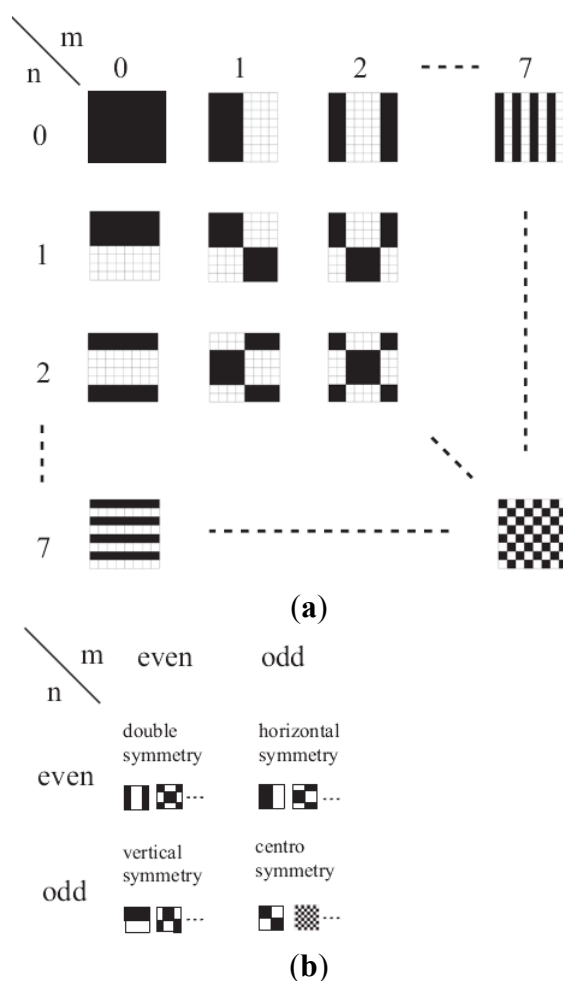 m
n
0 1 2 7
0
1
2
7
(a)
m even odd
n
double horizontal
symmetry symmetry
even
vertical centro
symmetry symmetry
odd
(b)